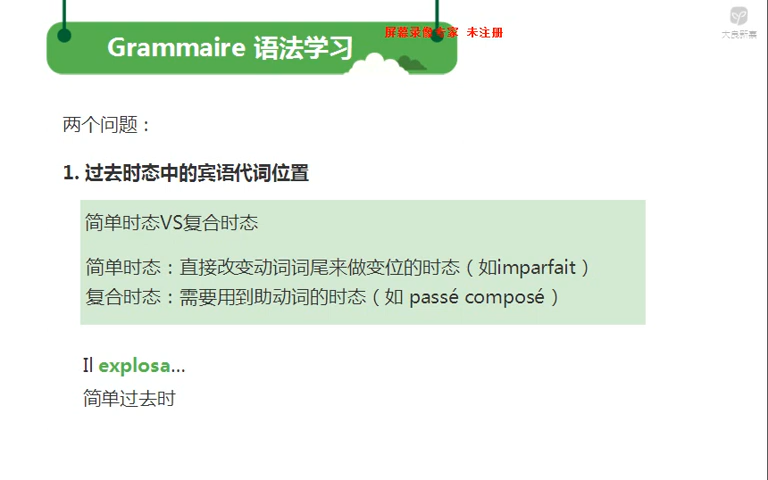 Grammaire 语法学习
屏幕录像专家 未注册
两个问题：
1. 过去时态中的宾语代词位置
简单时态VS复合时态
简单时态：直接改变动词词尾来做变位的时态（如imparfait）
复合时态：需要用到助动词的时态（如 passé composé）
Il explosa…
简单过去时